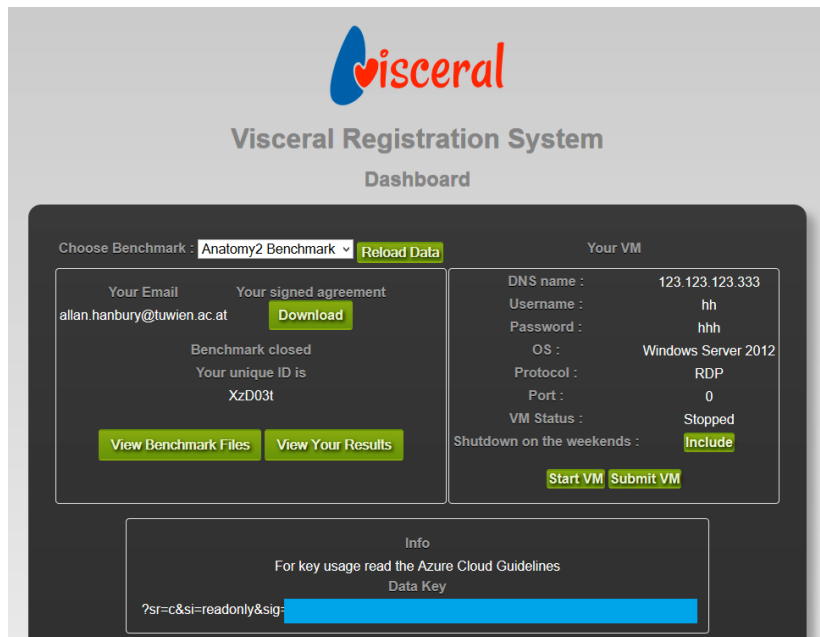 visceral
Visceral Registration System
Dashboard
Choose Benchmark : Anatomy2 Benchmark Reload Data
Your Email Your signed agreement
allan.hanbury@tuwien.ac.at Download
Benchmark closed
Your unique ID is
XzD03t
View Benchmark Files View Your Results
Your VM
DNS name : 123.123.123.333
Username : hh
Password : hhh
OS : Windows Server 2012
Protocol : RDP
Port : 0
VM Status : Stopped
Shutdown on the weekends : Include
Start VM Submit VM
Info
For key usage read the Azure Cloud Guidelines
Data Key
?sr=c&si=readonly&sig=